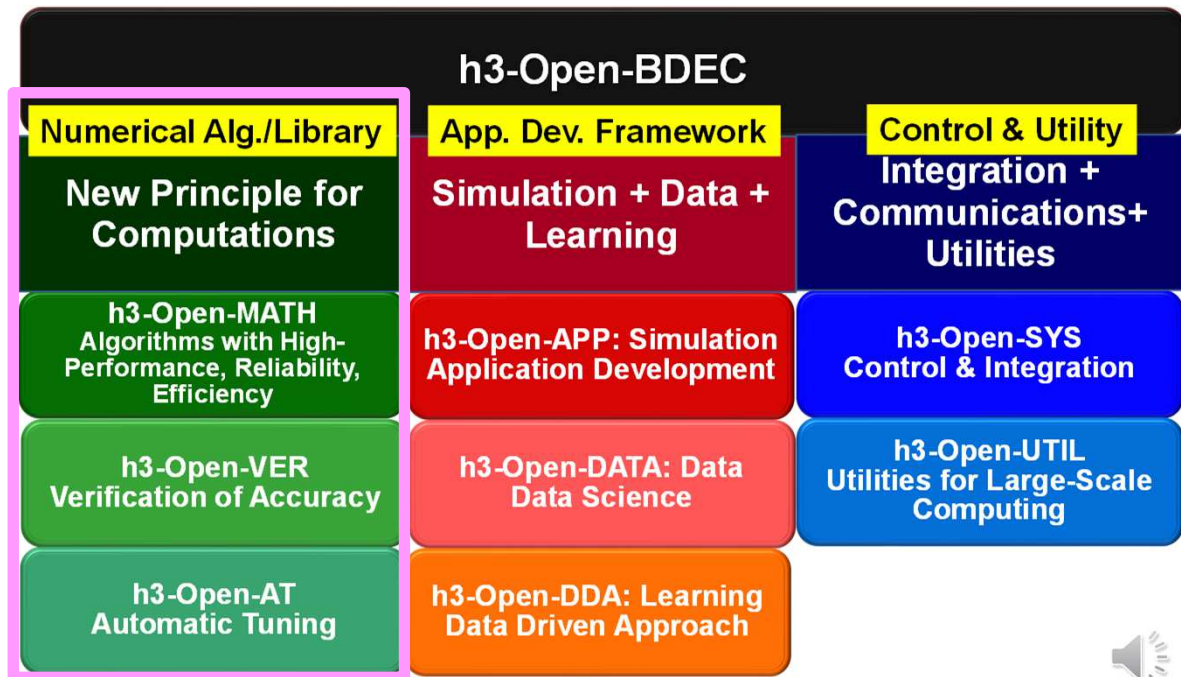 h3-Open-BDEC
Numerical Alg./Library
New Principle for
Computations
h3-Open-MATH
Algorithms with High-
Performance, Reliability,
Efficiency
h3-Open-VER
Verification of Accuracy
h3-Open-AT
Automatic Tuning
App. Dev. Framework
Simulation + Data +
Learning
h3-Open-APP: Simulation
Application Development
h3-Open-DATA: Data
Data Science
h3-Open-DDA: Learning
Data Driven Approach
Control & Utility
Integration +
Communications+
Utilities
h3-Open-SYS
Control & Integration
h3-Open-UTIL
Utilities for Large-Scale
Computing